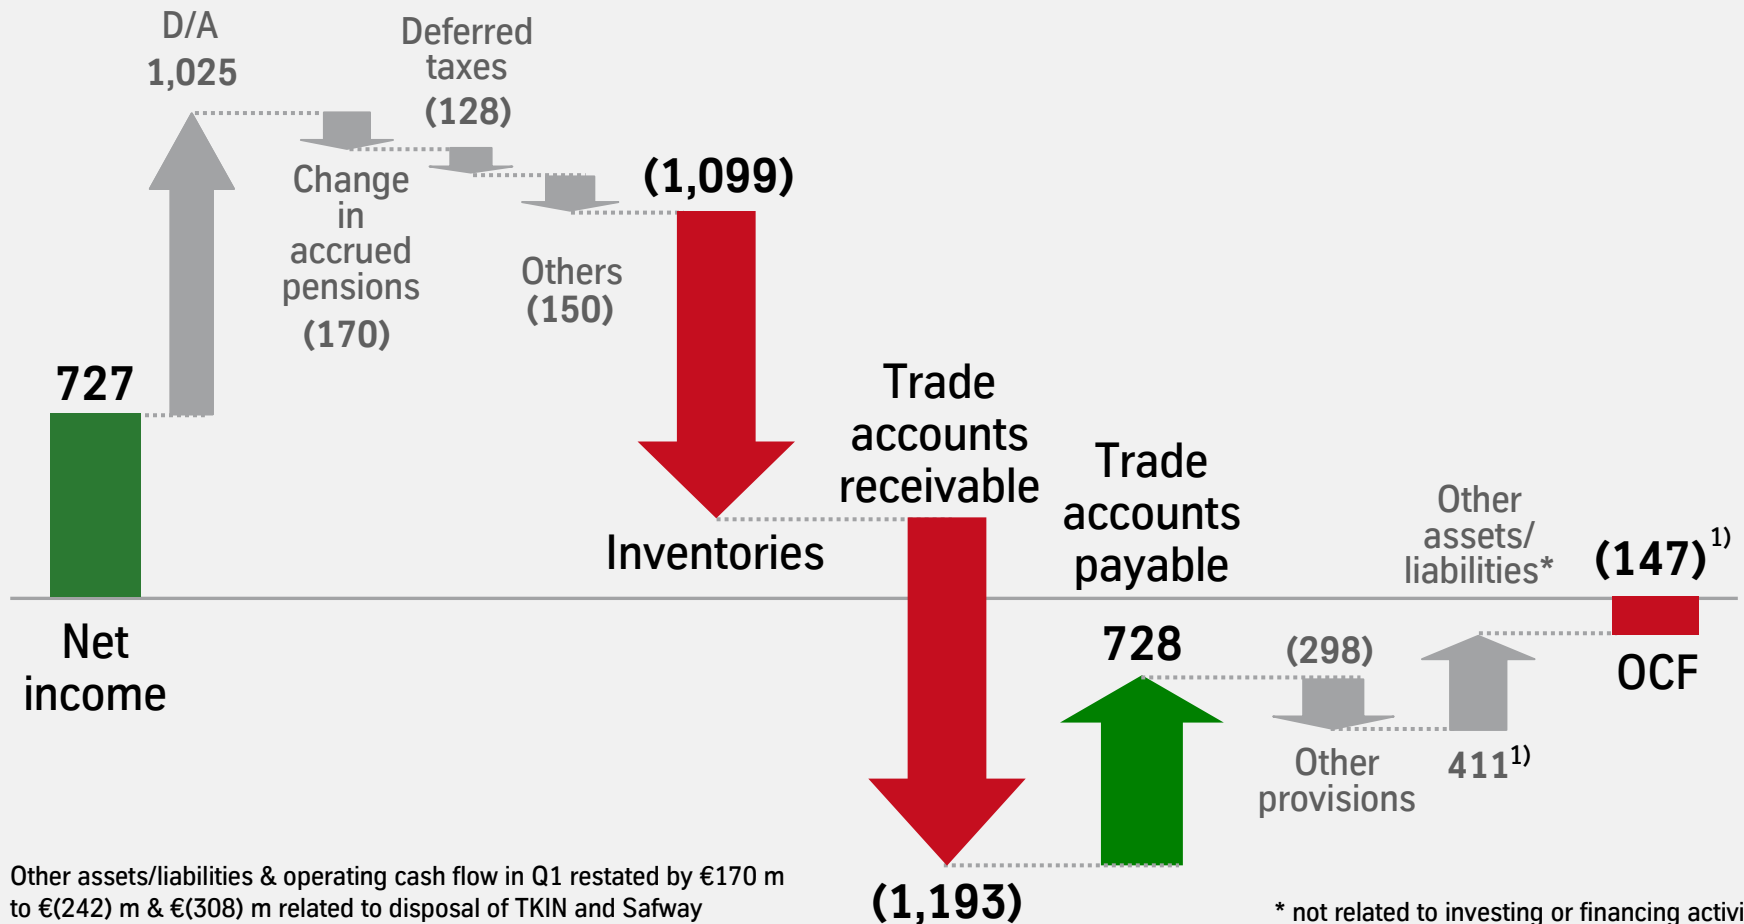 D/A
1,025
Deferred
taxes
(128)
Change
in
accrued
pensions
(170)
Others
(150)
(1,099)
727
Trade
accounts
receivable
Trade
accounts
payable
Inventories
Other
assets/
liabilities*
(147) 1)
Net
income
728
(298)
OCF
Other
provisions
411 1)
(1,193)
Other assets/liabilities & operating cash flow in Q1 restated by €170 m
to €(242) m & €(308) m related to disposal of TKIN and Safway
* not related to investing or financing activi